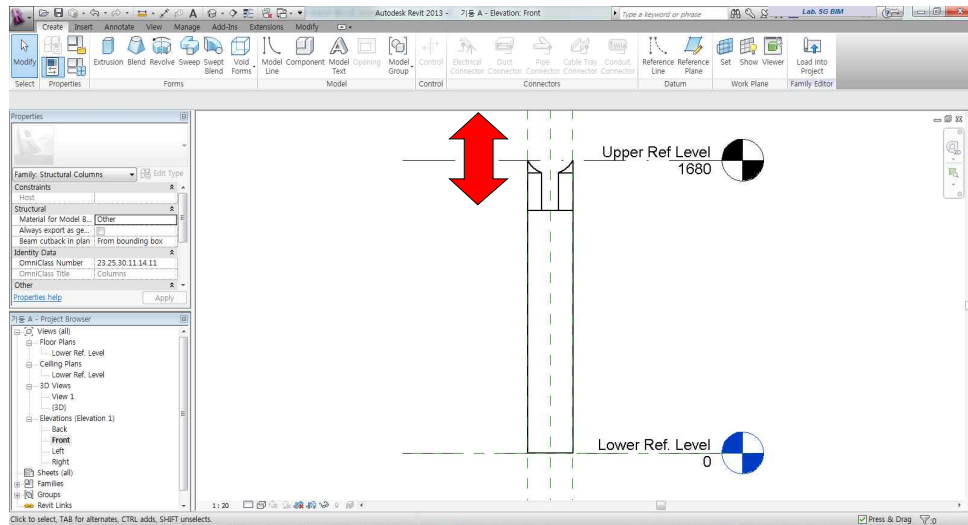 Autodesk Revit 2013 - 기둥 A - Elevation: Front
Type a keyword or phrase
Lab. SG BIM
Create Insert Annotate View Manage Add-Ins Extensions Modify
Modify
Extrusion Blend Revolve Sweep Swept Blend Void Forms
Model Line Component Model Text Opening Model Group
Control
Electrical Connector Duct Connector Pipe Connector Cable Tray Connector Conduit Connector
Reference Line Reference Plane
Set Show Viewer
Load into Project
Select Properties Forms Model Control Connectors Datum Work Plane Family Editor
Properties
Family: Structural Columns Edit Type
Constraints
Host
Structural
Material for Model B... Other
Always export as ge...
Beam cutback in plan From bounding box
Identity Data
OmniClass Number 23.25.30.11.14.11
OmniClass Title Columns
Other
Properties help Apply
기둥 A - Project Browser
Views (all)
Floor Plans
Lower Ref. Level
Ceiling Plans
Lower Ref. Level
3D Views
View 1
(3D)
Elevations (Elevation 1)
Back
Front
Left
Right
Sheets (all)
Families
Groups
Revit Links
Upper Ref Level
1680
Lower Ref. Level
0
1 : 20
Click to select, TAB for alternates, CTRL adds, SHIFT unselects.
Press & Drag :0